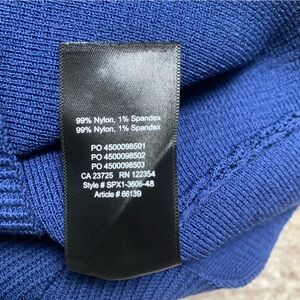 99% Nylon, 1% Spandex
99% Nylon, 1% Spandex
PO 4500098501
PO 4500098502
PO 4500098503
CA 23725 RN 122354
Style # SPX1-3605-48
Article # 66139